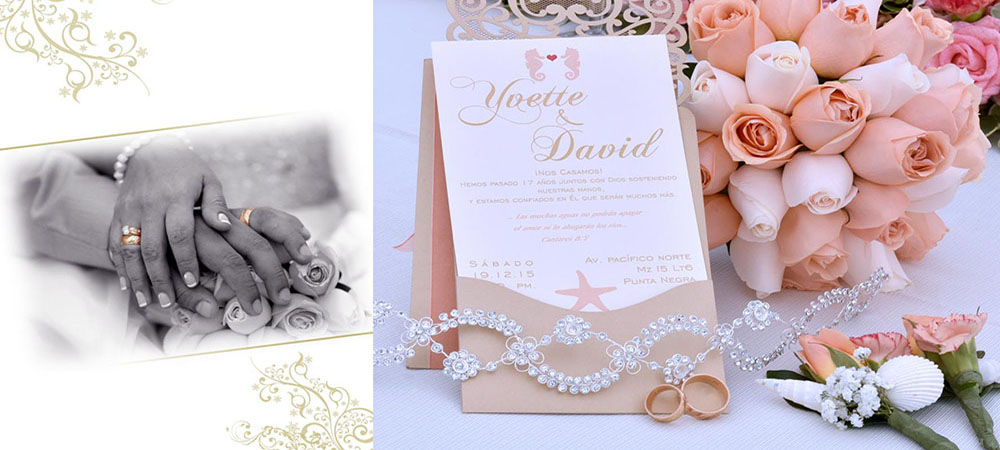 Yvette
David
¡Nos Casamos!
Hemos pasado 17 años juntos con Dios sosteniendo
nuestras manos,
y estamos confiados en Él que serán muchos más
... Las muchas aguas no podrán apagar
el amor ni lo ahogarán los ríos...
Cantares 8:7
Sábado
19.12.15
PM.
Av. Pacífico Norte
Mz 15 Lt6
Punta Negra